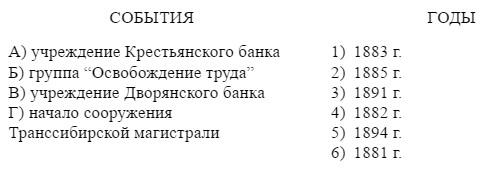 СОБЫТИЯ ГОДЫ
А) учреждение Крестьянского банка 1) 1883 г.
Б) группа “Освобождение труда” 2) 1885 г.
В) учреждение Дворянского банка 3) 1891 г.
Г) начало сооружения 4) 1882 г.
Транссибирской магистрали 5) 1894 г.
6) 1881 г.